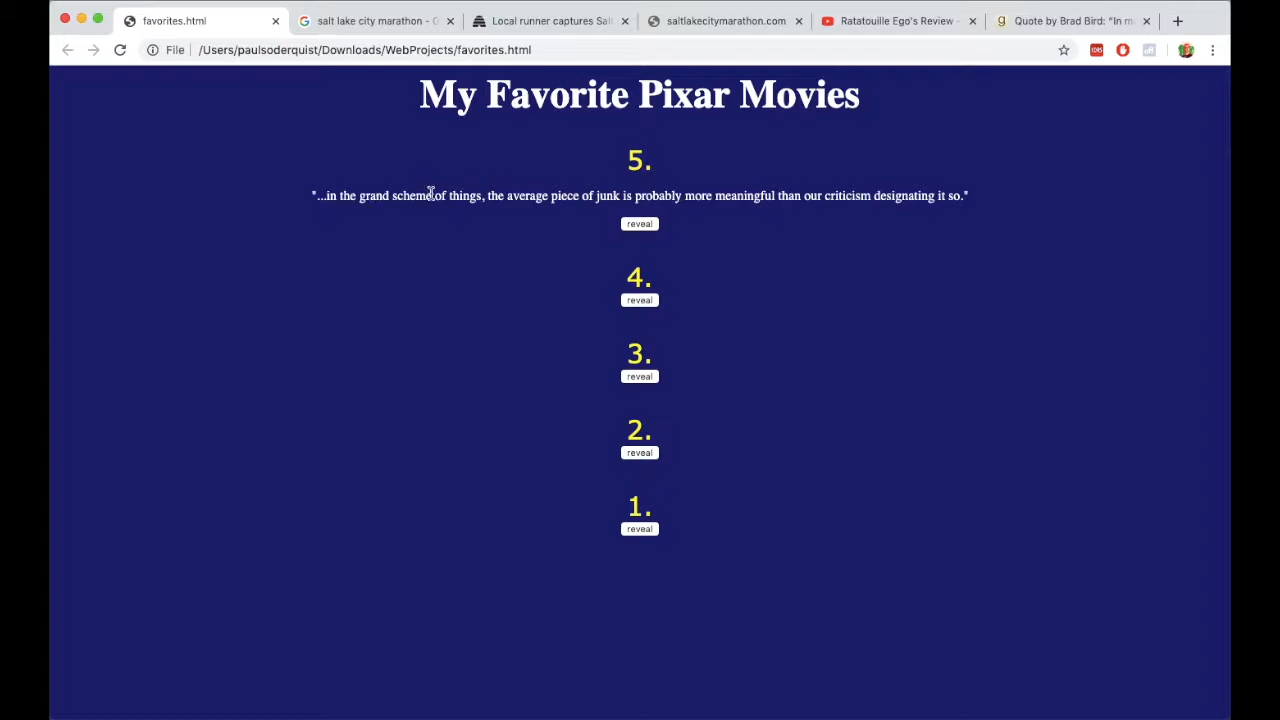 favorites.html
salt lake city marathon - G
Local runner captures Salt
saltlakecitymarathon.com
Ratatouille Ego's Review -
Quote by Brad Bird: "In m
File
/Users/paulsoderquist/Downloads/WebProjects/favorites.html
My Favorite Pixar Movies
5.
"...in the grand scheme of things, the average piece of junk is probably more meaningful than our criticism designating it so."
reveal
4.
reveal
3.
reveal
2.
reveal
1.
reveal